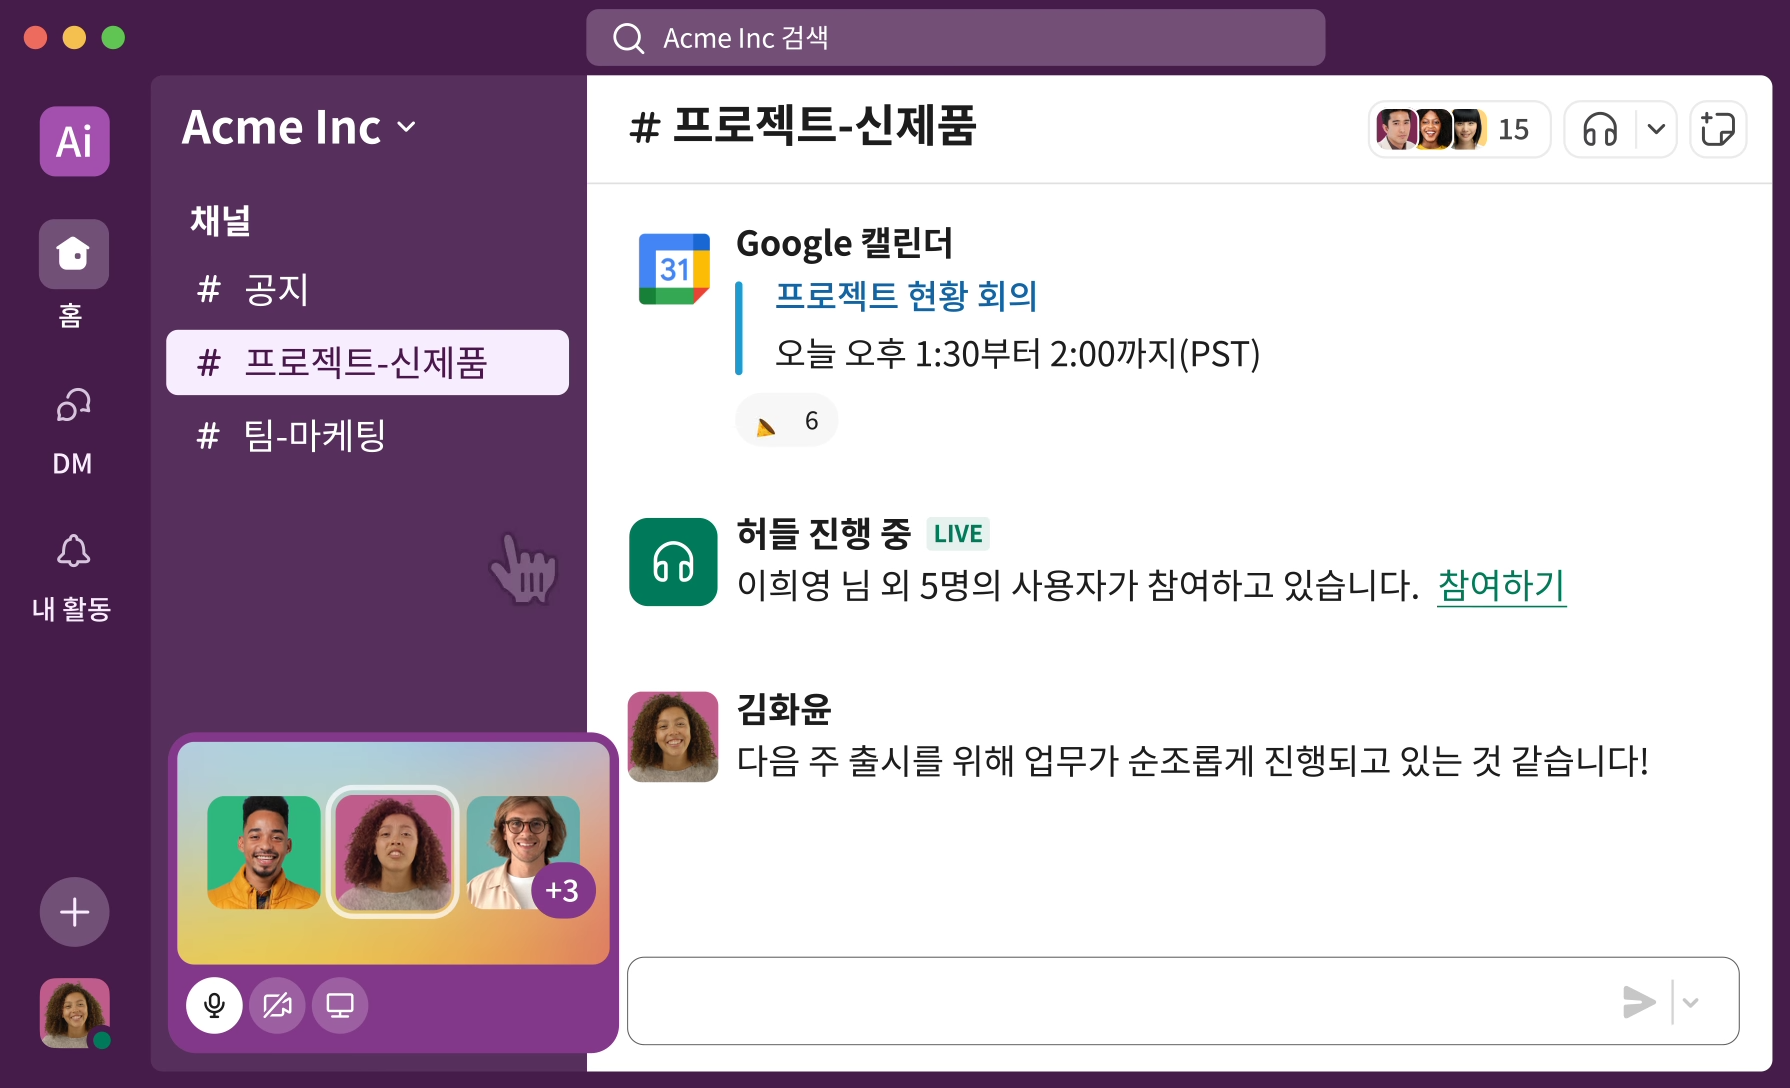 Acme Inc 검색
Ai
홈
DM
내 활동
Acme Inc
채널
# 공지
# 프로젝트-신제품
# 팀-마케팅
+3
# 프로젝트-신제품
15
31
Google 캘린더
프로젝트 현황 회의
오늘 오후 1:30부터 2:00까지(PST)
6
허들 진행 중 LIVE
이희영 님 외 5명의 사용자가 참여하고 있습니다. 참여하기
김화윤
다음 주 출시를 위해 업무가 순조롭게 진행되고 있는 것 같습니다!